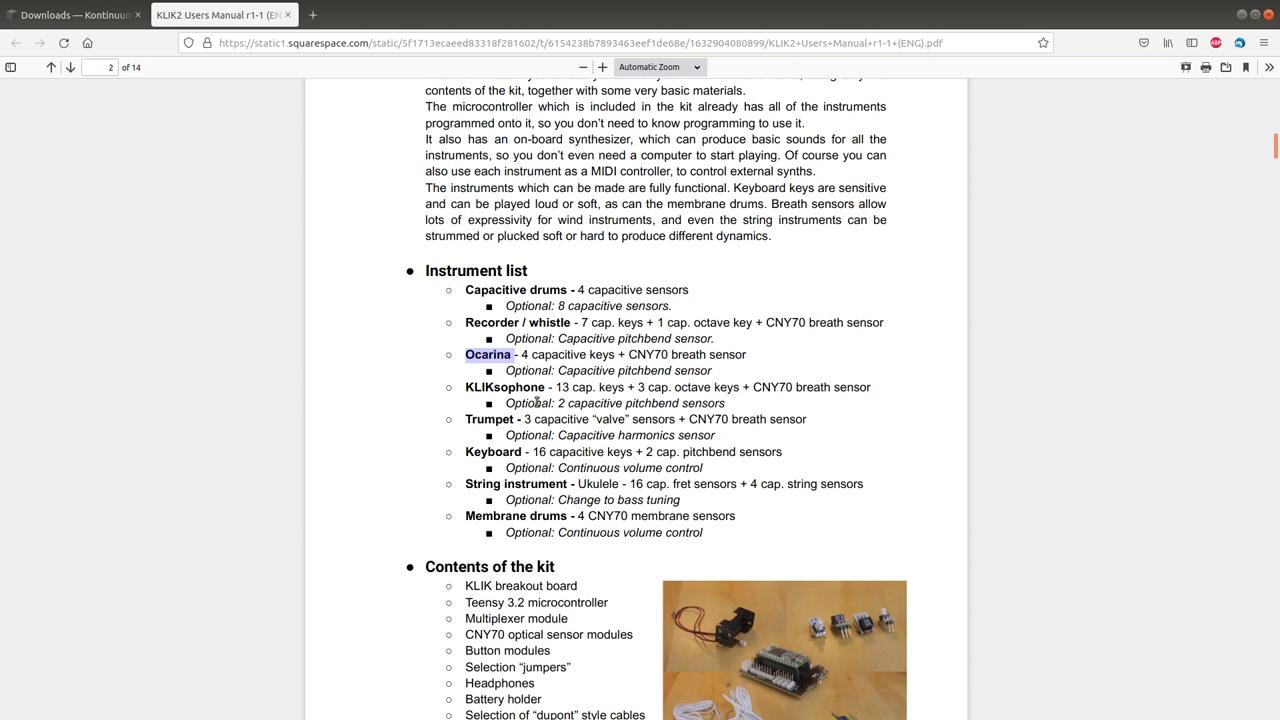 Downloads — Kontinuum
KLIK2 Users Manual r1-1 (EN
https://static1.squarespace.com/static/5f1713ecaeed83318f281602/t/6154238b7893463eef1de68e/1632904080899/KLIK2+Users+Manual+r1-1+(ENG).pdf
2 of 14
Automatic Zoom
contents of the kit, together with some very basic materials.
The microcontroller which is included in the kit already has all of the instruments
programmed onto it, so you don't need to know programming to use it.
It also has an on-board synthesizer, which can produce basic sounds for all the
instruments, so you don't even need a computer to start playing. Of course you can
also use each instrument as a MIDI controller, to control external synths.
The instruments which can be made are fully functional. Keyboard keys are sensitive
and can be played loud or soft, as can the membrane drums. Breath sensors allow
lots of expressivity for wind instruments, and even the string instruments can be
strummed or plucked soft or hard to produce different dynamics.
● Instrument list
○ Capacitive drums - 4 capacitive sensors
■ Optional: 8 capacitive sensors.
○ Recorder / whistle - 7 cap. keys + 1 cap. octave key + CNY70 breath sensor
■ Optional: Capacitive pitchbend sensor.
○ Ocarina - 4 capacitive keys + CNY70 breath sensor
■ Optional: Capacitive pitchbend sensor
○ KLIKsophone - 13 cap. keys + 3 cap. octave keys + CNY70 breath sensor
■ Optional: 2 capacitive pitchbend sensors
○ Trumpet - 3 capacitive “valve” sensors + CNY70 breath sensor
■ Optional: Capacitive harmonics sensor
○ Keyboard - 16 capacitive keys + 2 cap. pitchbend sensors
■ Optional: Continuous volume control
○ String instrument - Ukulele - 16 cap. fret sensors + 4 cap. string sensors
■ Optional: Change to bass tuning
○ Membrane drums - 4 CNY70 membrane sensors
■ Optional: Continuous volume control
● Contents of the kit
○ KLIK breakout board
○ Teensy 3.2 microcontroller
○ Multiplexer module
○ CNY70 optical sensor modules
○ Button modules
○ Selection “jumpers”
○ Headphones
○ Battery holder
○ Selection of “dupont” style cables